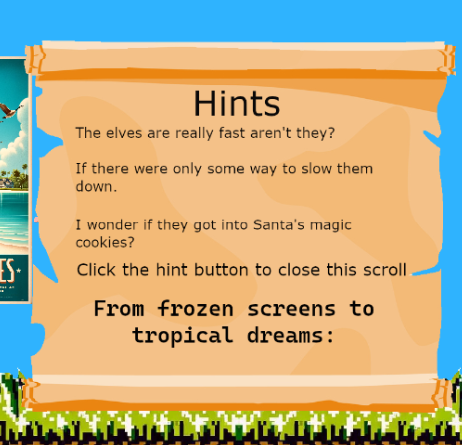 Hints
The elves are really fast aren't they?
If there were only some way to slow them
down.
I wonder if they got into Santa's magic
cookies?
Click the hint button to close this scroll
From frozen screens to
tropical dreams: